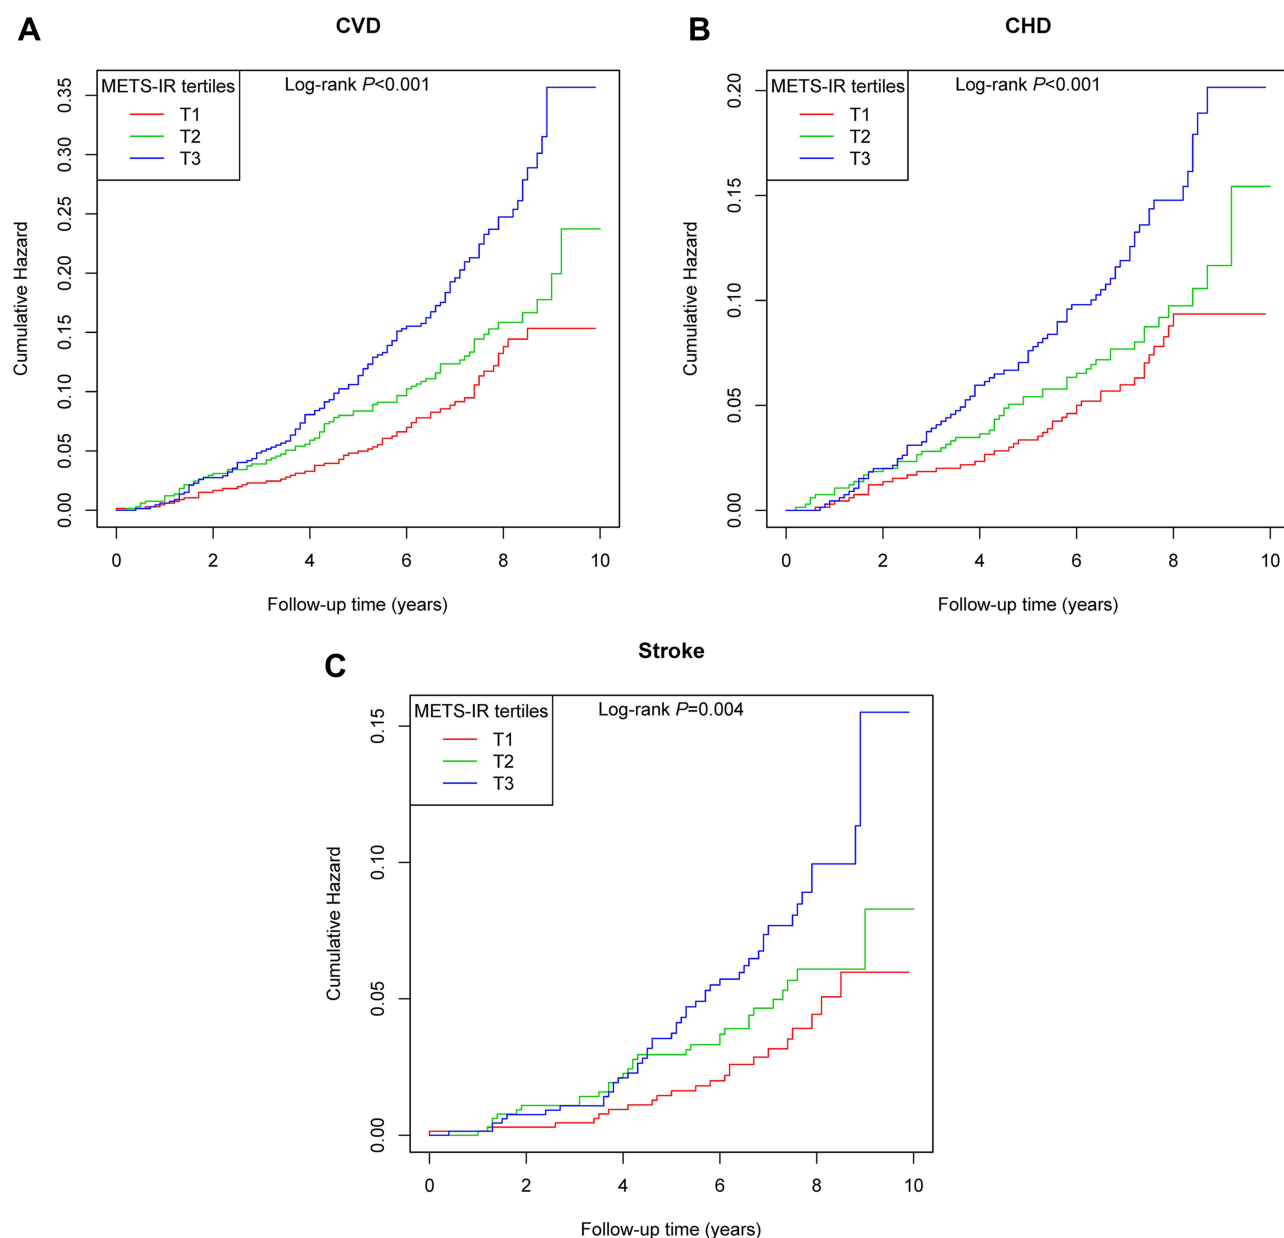 A
CVD
METS-IR tertiles
T1
T2
T3
Log-rank P<0.001
Cumulative Hazard
0.00
0.05
0.10
0.15
0.20
0.25
0.30
0.35
0 2 4 6 8 10
Follow-up time (years)
B
CHD
METS-IR tertiles
T1
T2
T3
Log-rank P<0.001
Cumulative Hazard
0.00
0.05
0.10
0.15
0.20
0 2 4 6 8 10
Follow-up time (years)
C
Stroke
METS-IR tertiles
T1
T2
T3
Log-rank P=0.004
Cumulative Hazard
0.00
0.05
0.10
0.15
0 2 4 6 8 10
Follow-up time (years)